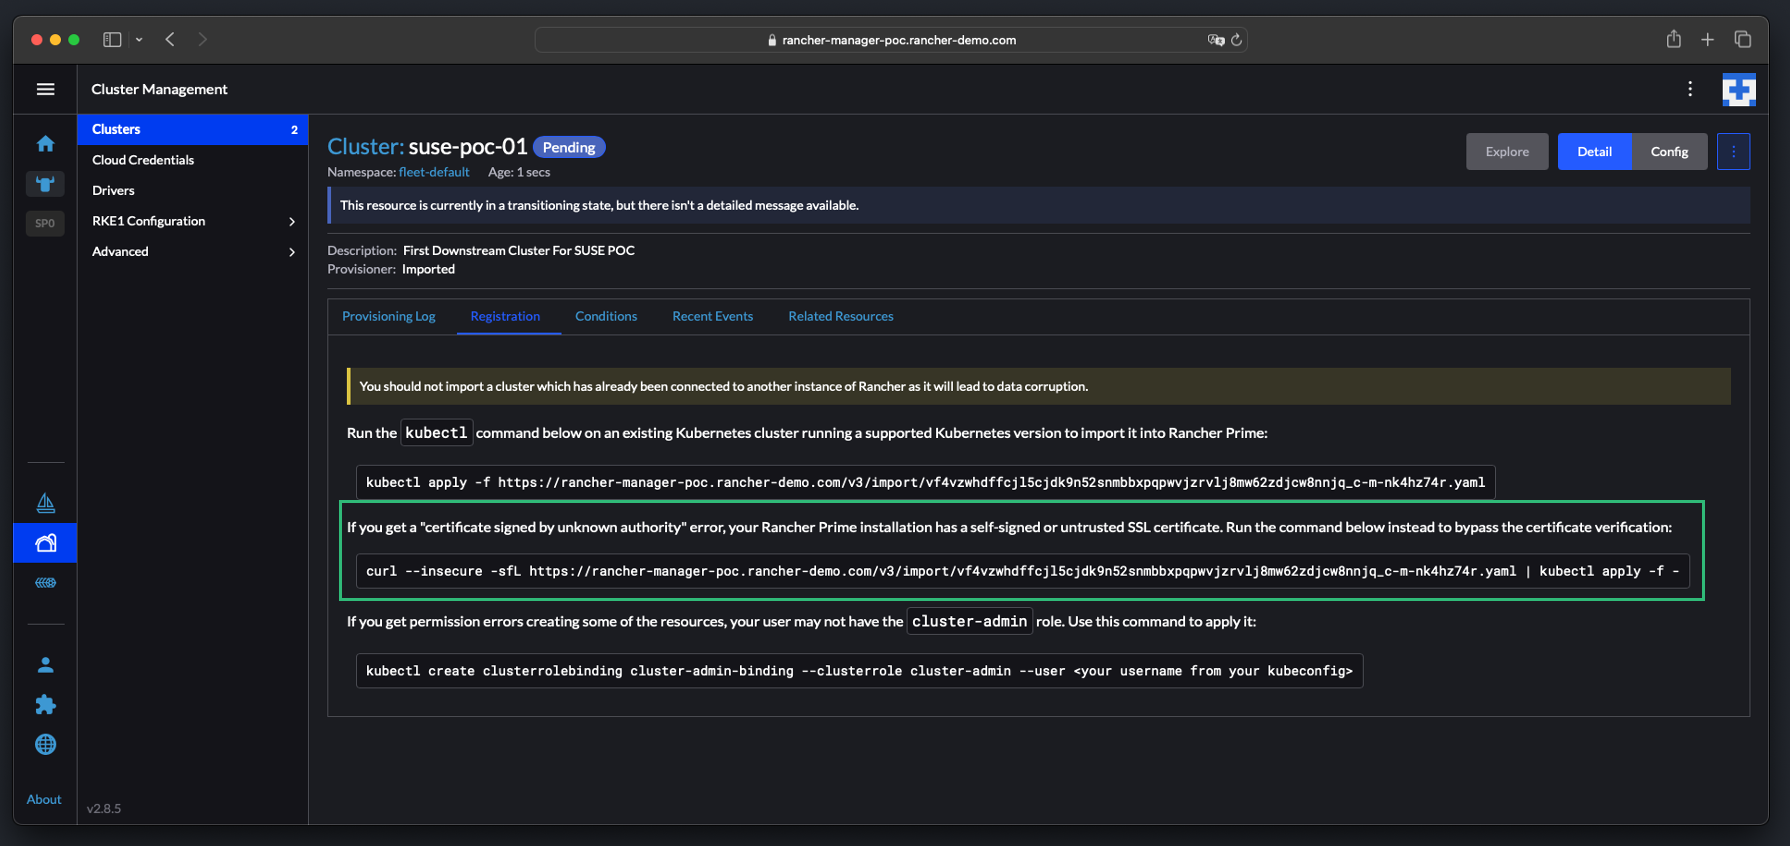 rancher-manager-poc.rancher-demo.com
Cluster Management
Clusters 2
Cloud Credentials
Drivers
RKE1 Configuration
Advanced
SP0
About
v2.8.5
Cluster: suse-poc-01 Pending
Namespace: fleet-default Age: 1 secs
Explore
Detail
Config
This resource is currently in a transitioning state, but there isn't a detailed message available.
Description: First Downstream Cluster For SUSE POC
Provisioner: Imported
Provisioning Log Registration Conditions Recent Events Related Resources
You should not import a cluster which has already been connected to another instance of Rancher as it will lead to data corruption.
Run the kubectl command below on an existing Kubernetes cluster running a supported Kubernetes version to import it into Rancher Prime:
kubectl apply -f https://rancher-manager-poc.rancher-demo.com/v3/import/vf4vzwhdffcjl5cjdk9n52snmbbxpqpwvjzrvlj8mw62zdjcw8nnjq_c-m-nk4hz74r.yaml
If you get a "certificate signed by unknown authority" error, your Rancher Prime installation has a self-signed or untrusted SSL certificate. Run the command below instead to bypass the certificate verification:
curl --insecure -sfL https://rancher-manager-poc.rancher-demo.com/v3/import/vf4vzwhdffcjl5cjdk9n52snmbbxpqpwvjzrvlj8mw62zdjcw8nnjq_c-m-nk4hz74r.yaml | kubectl apply -f -
If you get permission errors creating some of the resources, your user may not have the cluster-admin role. Use this command to apply it:
kubectl create clusterrolebinding cluster-admin-binding --clusterrole cluster-admin --user <your username from your kubeconfig>